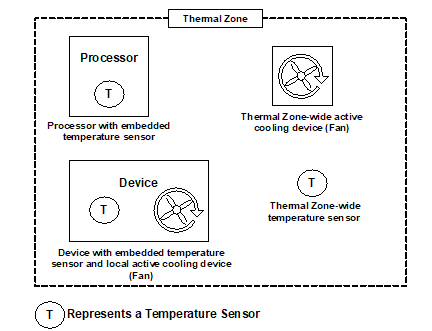 Thermal Zone
Processor
T
Processor with embedded
temperature sensor
Thermal Zone-wide active
cooling device (Fan)
Device
T
Device with embedded temperature
sensor and local active cooling device
(Fan)
T
Thermal Zone-wide
temperature sensor
T Represents a Temperature Sensor